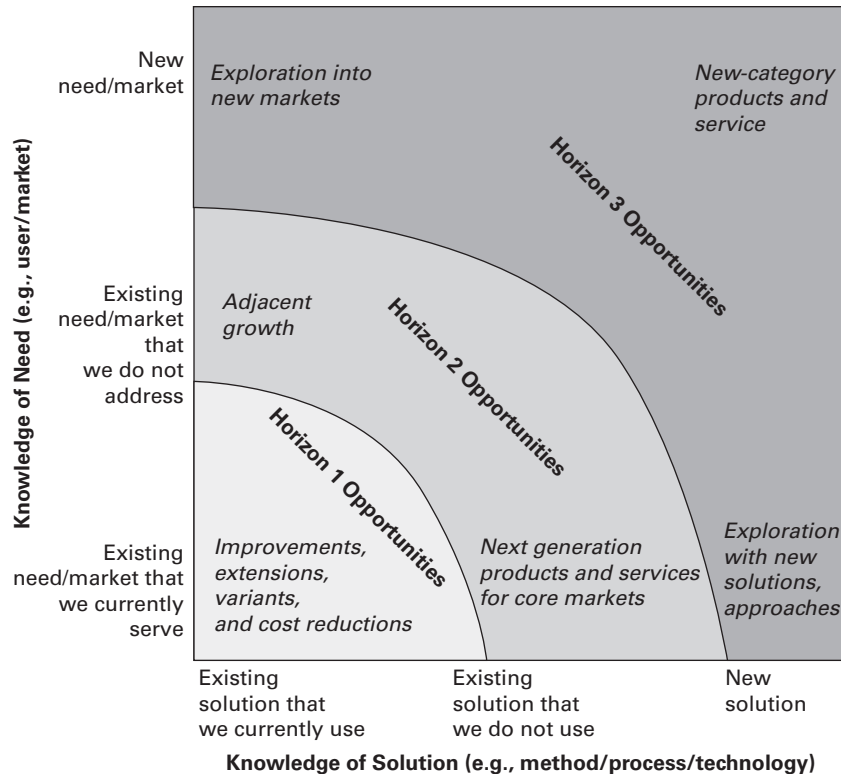 New
need/market
Exploration into
new markets
New-category
products and
service
Horizon 3 Opportunities
Knowledge of Need (e.g., user/market)
Existing
need/market
that
we do not
address
Adjacent
growth
Horizon 2 Opportunities
Horizon 1 Opportunities
Existing
need/market that
we currently
serve
Improvements,
extensions,
variants,
and cost reductions
Next generation
products and services
for core markets
Exploration
with new
solutions,
approaches
Existing
solution that
we currently use
Existing
solution that
we do not use
New
solution
Knowledge of Solution (e.g., method/process/technology)